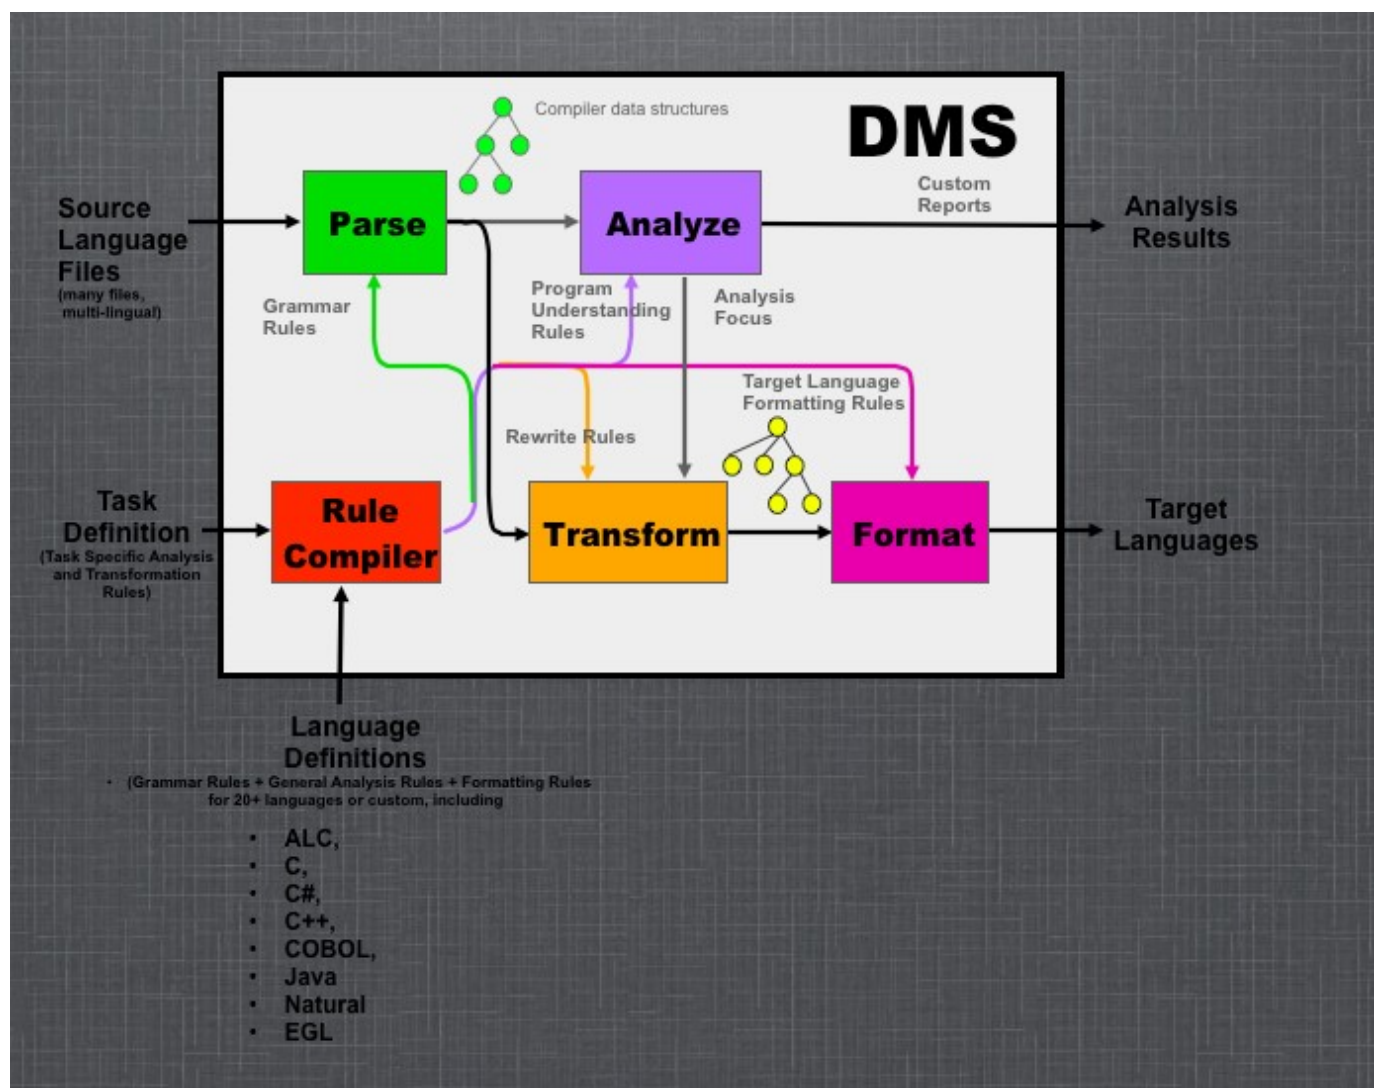 Compiler data structures
DMS
Custom
Reports
Source
Language
Files
(many files,
multi-lingual)
Parse
Analyze
Analysis
Results
Grammar
Rules
Program
Understanding
Rules
Analysis
Focus
Target Language
Formatting Rules
Rewrite Rules
Task
Definition
(Task Specific Analysis
and Transformation
Rules)
Rule
Compiler
Transform
Format
Target
Languages
Language
Definitions
• (Grammar Rules + General Analysis Rules + Formatting Rules
for 20+ languages or custom, including
• ALC,
• C,
• C#,
• C++,
• COBOL,
• Java
• Natural
• EGL